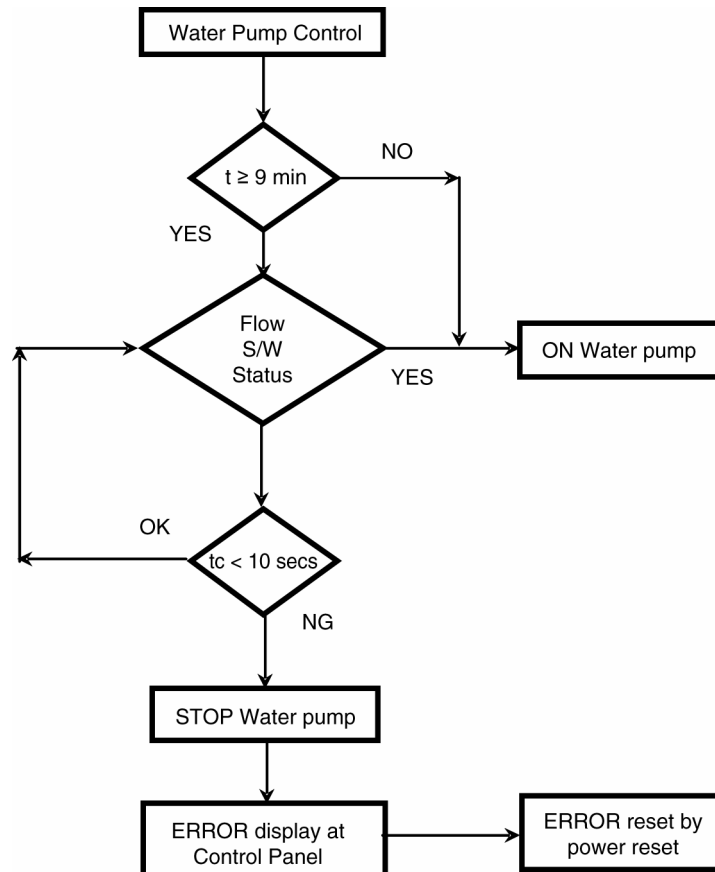 Water Pump Control
t ≥ 9 min
NO
YES
Flow
S/W
Status
YES
ON Water pump
OK
tc < 10 secs
NG
STOP Water pump
ERROR display at
Control Panel
ERROR reset by
power reset